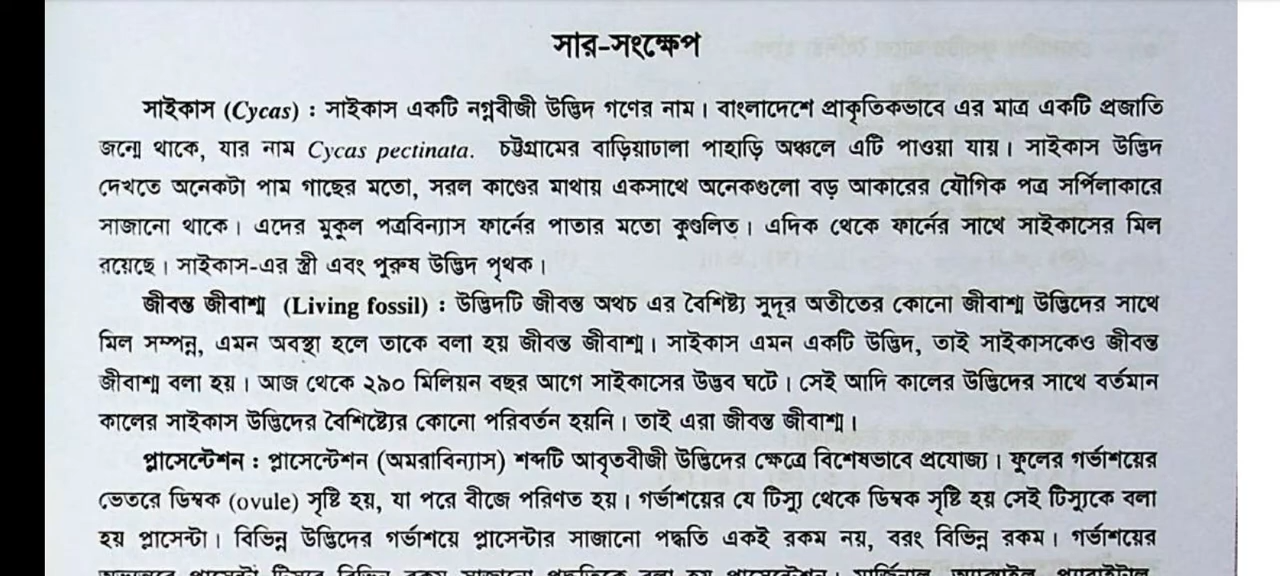 সার-সংক্ষেপ
সাইকাস (Cycas) : সাইকাস একটি নগ্নবীজী উদ্ভিদ গণের নাম। বাংলাদেশে প্রাকৃতিকভাবে এর মাত্র একটি প্রজাতি
জন্মে থাকে, যার নাম Cycas pectinata. চট্টগ্রামের বাড়িয়াঢালা পাহাড়ি অঞ্চলে এটি পাওয়া যায়। সাইকাস উদ্ভিদ
দেখতে অনেকটা পাম গাছের মতো, সরল কাণ্ডের মাথায় একসাথে অনেকগুলো বড় আকারের যৌগিক পত্র সর্পিলাকারে
সাজানো থাকে। এদের মুকুল পত্রবিন্যাস ফার্নের পাতার মতো কুণ্ডলিত। এদিক থেকে ফার্নের সাথে সাইকাসের মিল
রয়েছে। সাইকাস-এর স্ত্রী এবং পুরুষ উদ্ভিদ পৃথক।
জীবন্ত জীবাশ্ম (Living fossil) : উদ্ভিদটি জীবন্ত অথচ এর বৈশিষ্ট্য সুদূর অতীতের কোনো জীবাশ্ম উদ্ভিদের সাথে
মিল সম্পন্ন, এমন অবস্থা হলে তাকে বলা হয় জীবন্ত জীবাশ্ম। সাইকাস এমন একটি উদ্ভিদ, তাই সাইকাসকেও জীবন্ত
জীবাশ্ম বলা হয়। আজ থেকে ২৯০ মিলিয়ন বছর আগে সাইকাসের উদ্ভব ঘটে। সেই আদি কালের উদ্ভিদের সাথে বর্তমান
কালের সাইকাস উদ্ভিদের বৈশিষ্ট্যের কোনো পরিবর্তন হয়নি। তাই এরা জীবন্ত জীবাশ্ম।
প্লাসেন্টেশন : প্লাসেন্টেশন (অমরাবিন্যাস) শব্দটি আবৃতবীজী উদ্ভিদের ক্ষেত্রে বিশেষভাবে প্রযোজ্য। ফুলের গর্ভাশয়ের
ভেতরে ডিম্বক (ovule) সৃষ্টি হয়, যা পরে বীজে পরিণত হয়। গর্ভাশয়ের যে টিস্যু থেকে ডিম্বক সৃষ্টি হয় সেই টিস্যুকে বলা
হয় প্লাসেন্টা। বিভিন্ন উদ্ভিদের গর্ভাশয়ে প্লাসেন্টার সাজানো পদ্ধতি একই রকম নয়, বরং বিভিন্ন রকম। গর্ভাশয়ের